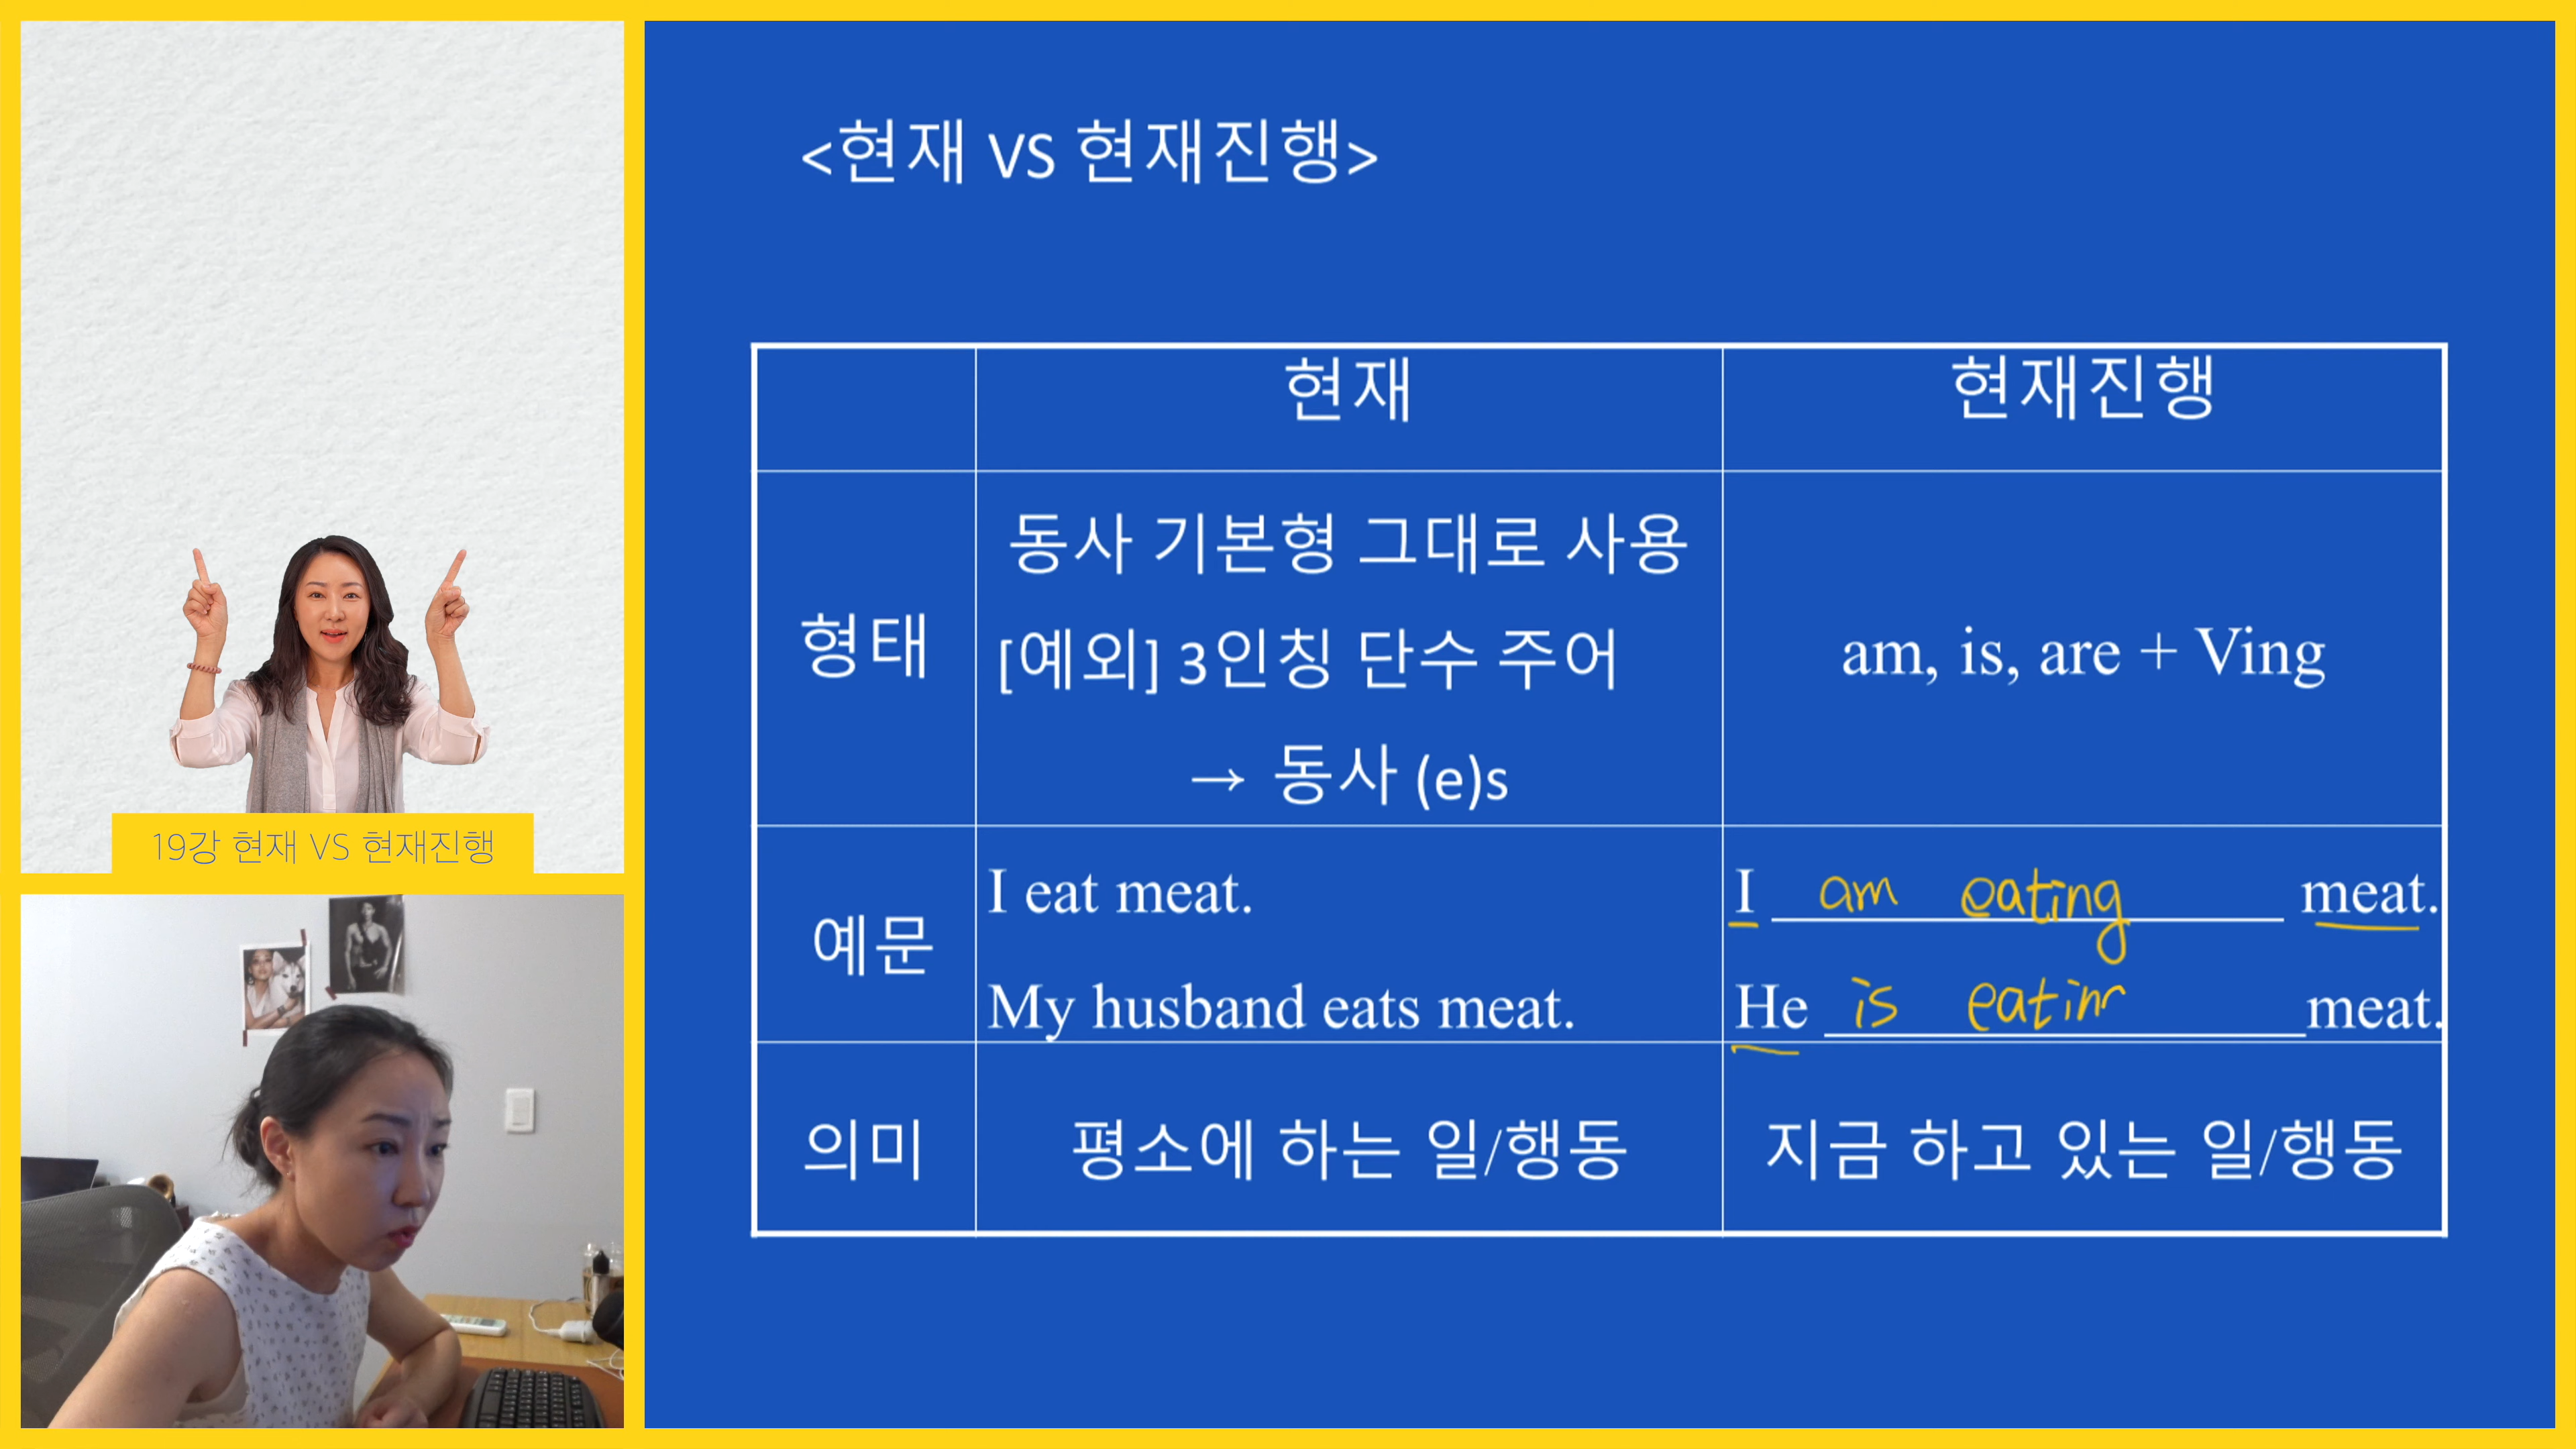 <현재 VS 현재진행>
현재 현재진행
형태
동사 기본형 그대로 사용
[예외] 3인칭 단수 주어
→ 동사 (e)s
am, is, are + Ving
예문
I eat meat.
My husband eats meat.
I am eating meat.
He is eatin meat.
의미 평소에 하는 일/행동 지금 하고 있는 일/행동
19강 현재 VS 현재진행